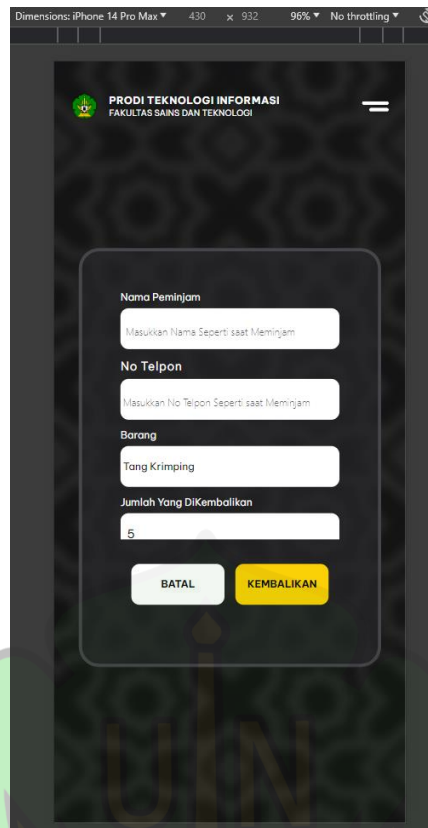 Dimensions: iPhone 14 Pro Max ▼ 430 x 932 96% ▼ No throttling ▼
PRODI TEKNOLOGI INFORMASI
FAKULTAS SAINS DAN TEKNOLOGI
Nama Peminjam
Masukkan Nama Seperti saat Meminjam
No Telpon
Masukkan No Telpon Seperti saat Meminjam
Barang
Tang Krimping
Jumlah Yang DiKembalikan
5
BATAL KEMBALIKAN
UIN